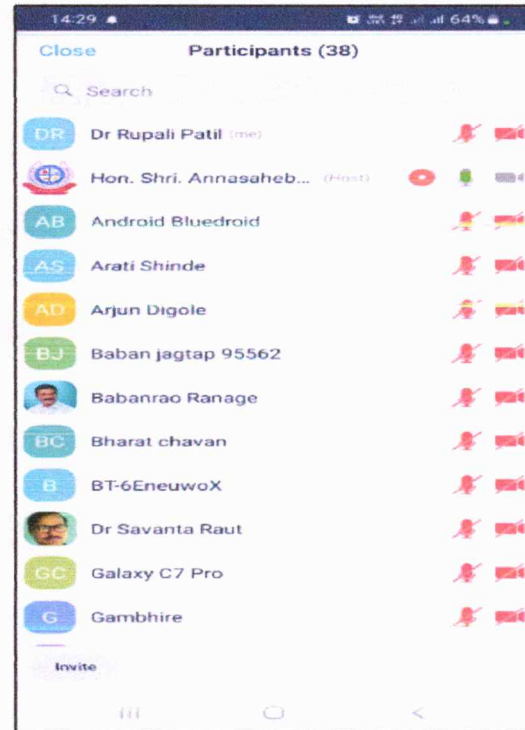 14:29 64%
Close Participants (38)
Search
DR Dr Rupali Patil (me)
Hon. Shri. Annasaheb... (Host)
AB Android Bluedroid
AS Arati Shinde
AD Arjun Digole
BJ Baban jagtap 95562
Babanrao Ranage
BC Bharat chavan
B BT-6EneuwoX
Dr Savanta Raut
GC Galaxy C7 Pro
G Gambhire
Invite